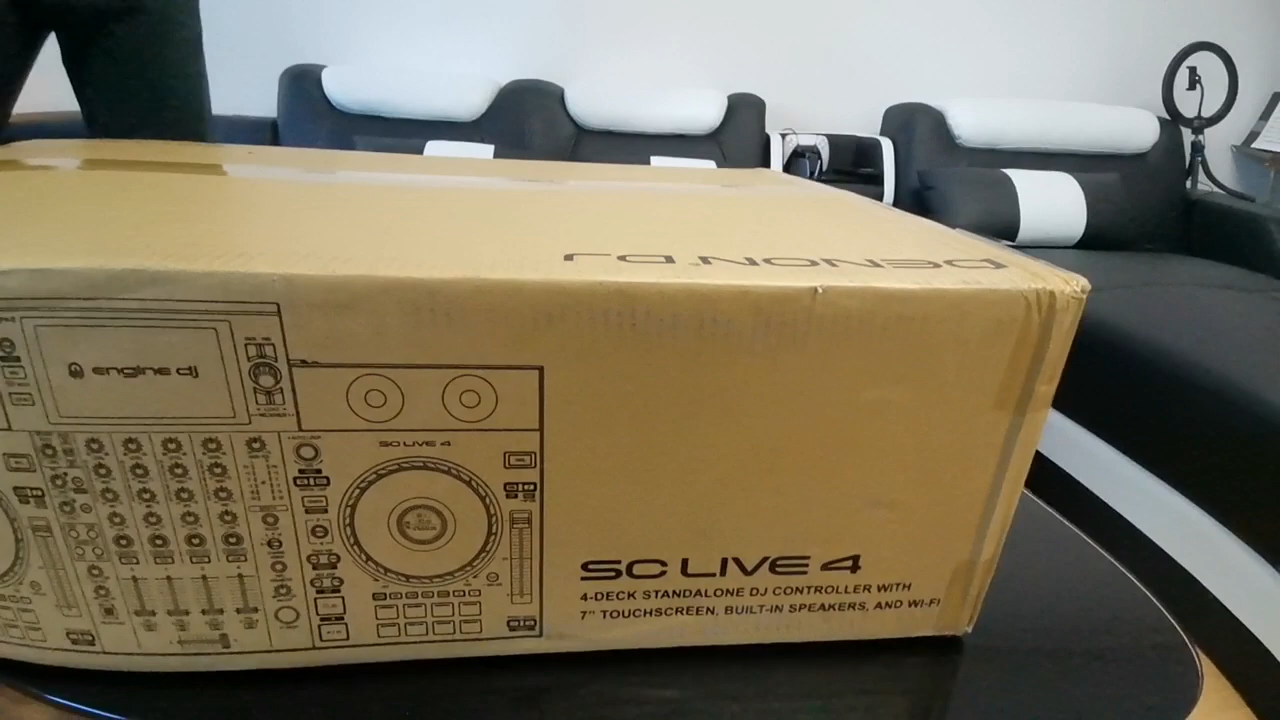 DENON DJ
engine dj
SC LIVE 4
SC LIVE 4
4-DECK STANDALONE DJ CONTROLLER WITH
7" TOUCHSCREEN, BUILT-IN SPEAKERS, AND WI-FI